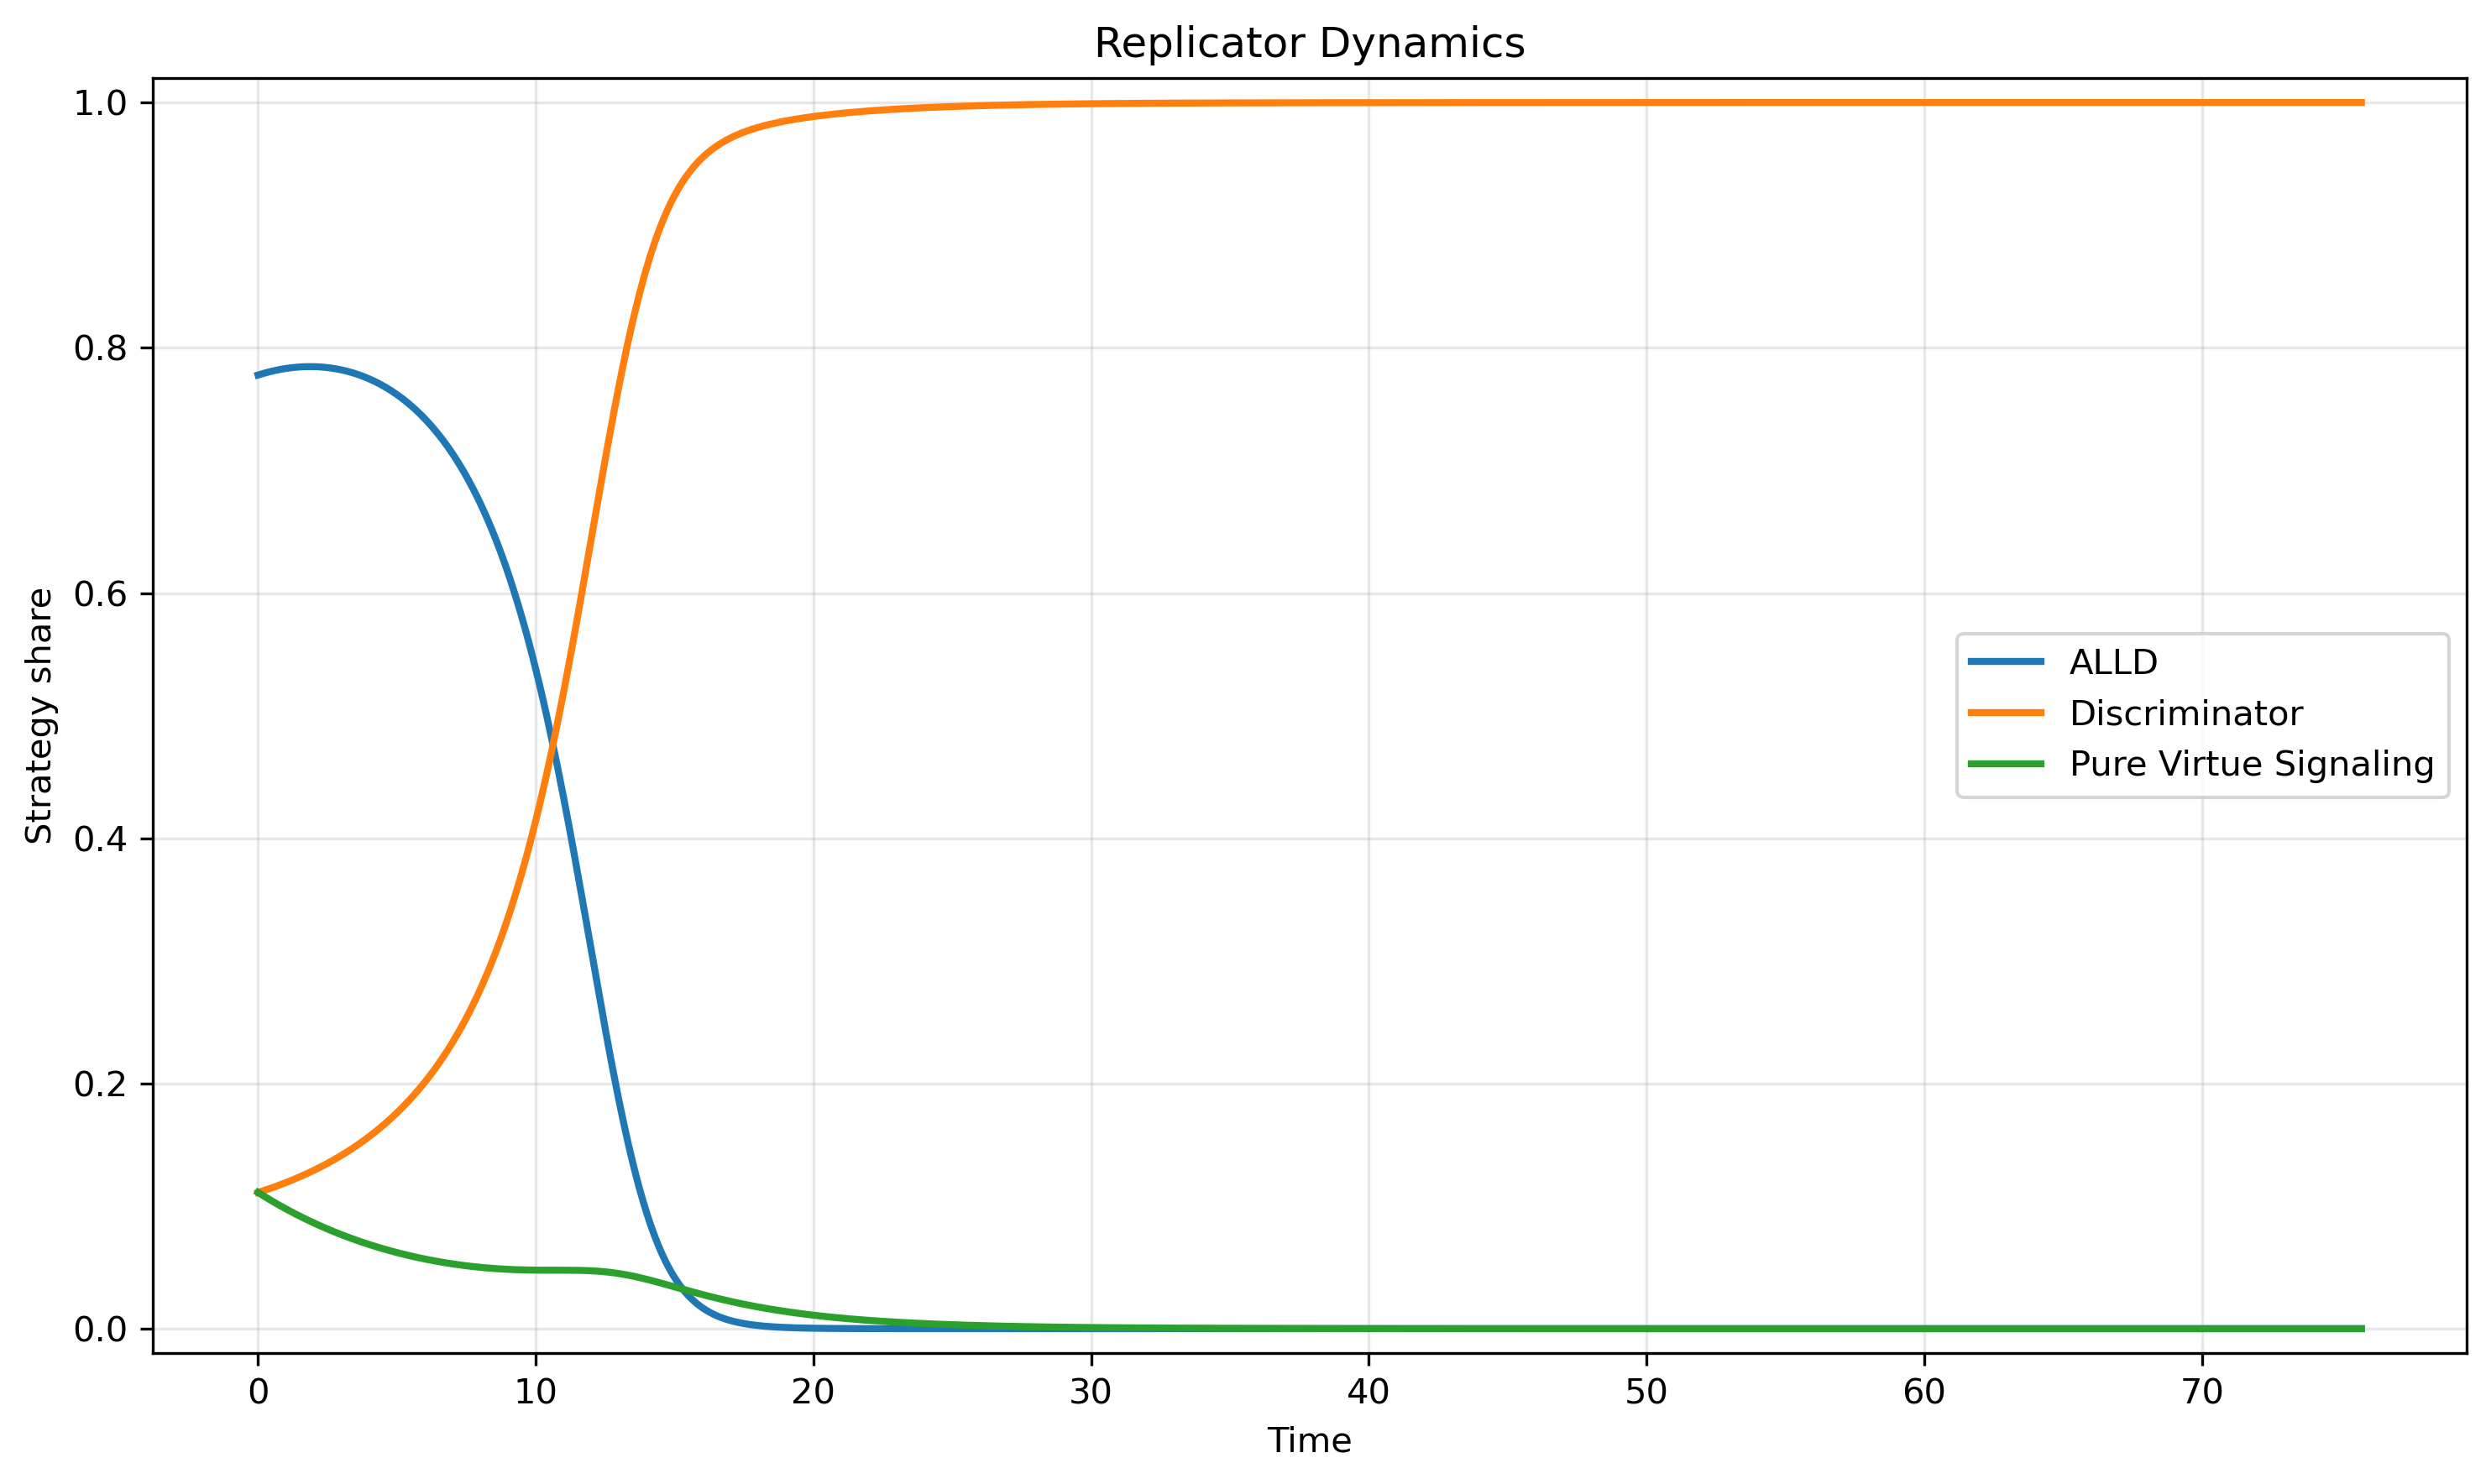 Replicator Dynamics
Strategy share
1.0
0.8
0.6
0.4
0.2
0.0
ALLD
Discriminator
Pure Virtue Signaling
0 10 20 30 40 50 60 70
Time